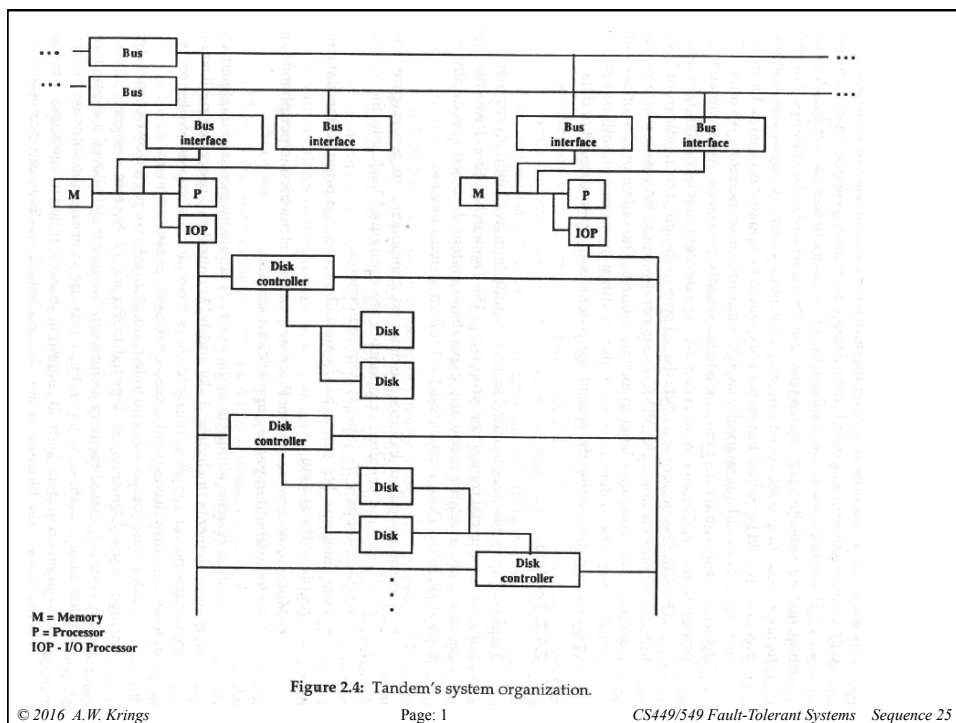 ... Bus ...
... Bus ...
Bus interface
Bus interface
Bus interface
Bus interface
M
P
IOP
M
P
IOP
Disk controller
Disk
Disk
Disk controller
Disk
Disk
Disk controller
M = Memory
P = Processor
IOP - I/O Processor
Figure 2.4: Tandem's system organization.
© 2016 A.W. Krings Page: 1 CS449/549 Fault-Tolerant Systems Sequence 25